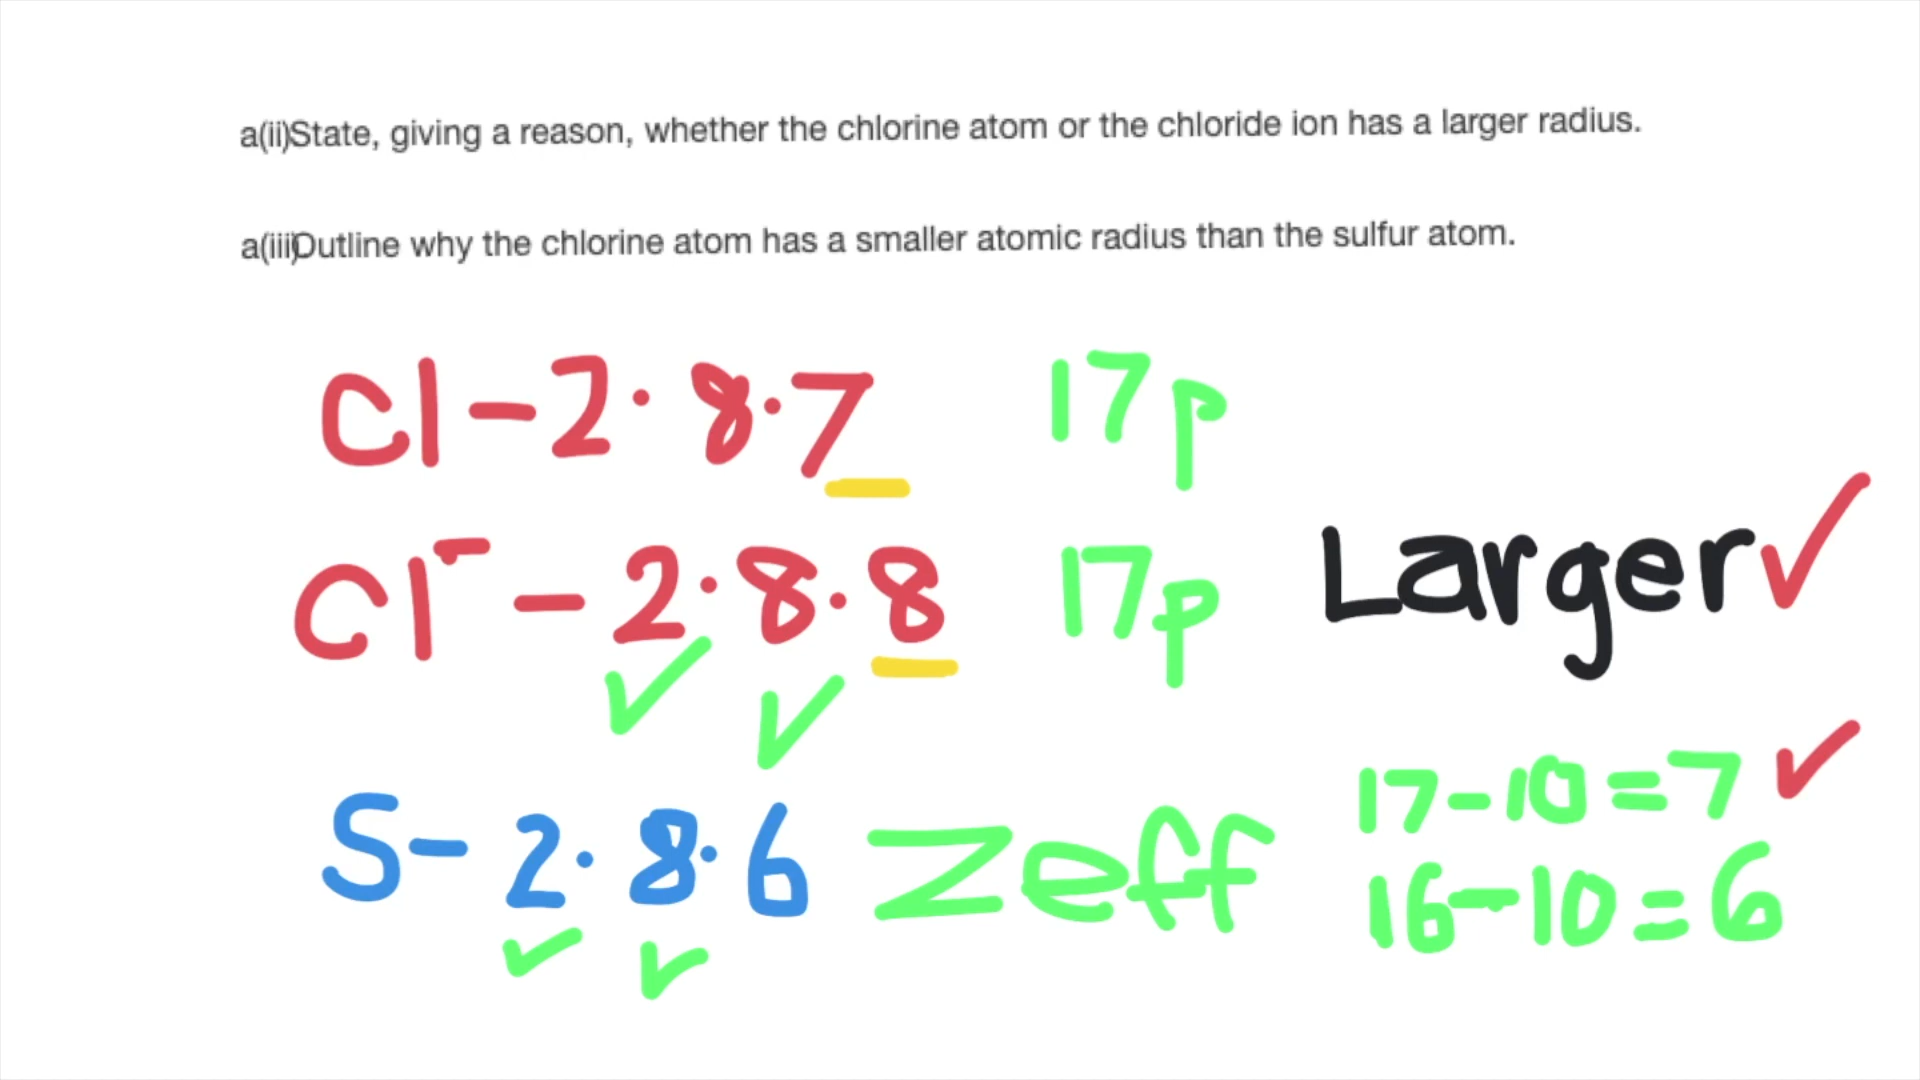 a(ii)State, giving a reason, whether the chlorine atom or the chloride ion has a larger radius.
a(iii)Outline why the chlorine atom has a smaller atomic radius than the sulfur atom.
Cl - 2.8.7 17p
Cl⁻ - 2.8.8 17p Larger ✓
✓ ✓
17-10=7 ✓
S - 2.8.6 Zeff
16-10=6
✓ ✓